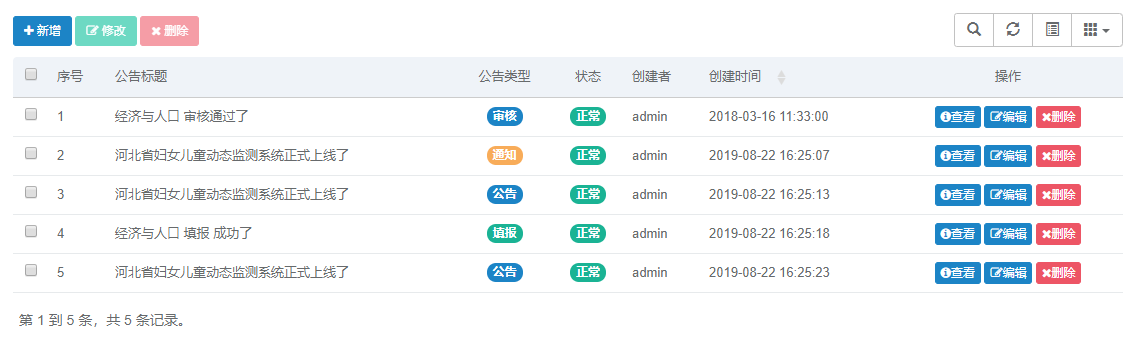 新增 修改 删除
序号 公告标题 公告类型 状态 创建者 创建时间 操作
1 经济与人口 审核通过了 审核 正常 admin 2018-03-16 11:33:00 查看 编辑 删除
2 河北省妇女儿童动态监测系统正式上线了 通知 正常 admin 2019-08-22 16:25:07 查看 编辑 删除
3 河北省妇女儿童动态监测系统正式上线了 公告 正常 admin 2019-08-22 16:25:13 查看 编辑 删除
4 经济与人口 填报 成功了 填报 正常 admin 2019-08-22 16:25:18 查看 编辑 删除
5 河北省妇女儿童动态监测系统正式上线了 公告 正常 admin 2019-08-22 16:25:23 查看 编辑 删除
第 1 到 5 条，共 5 条记录。